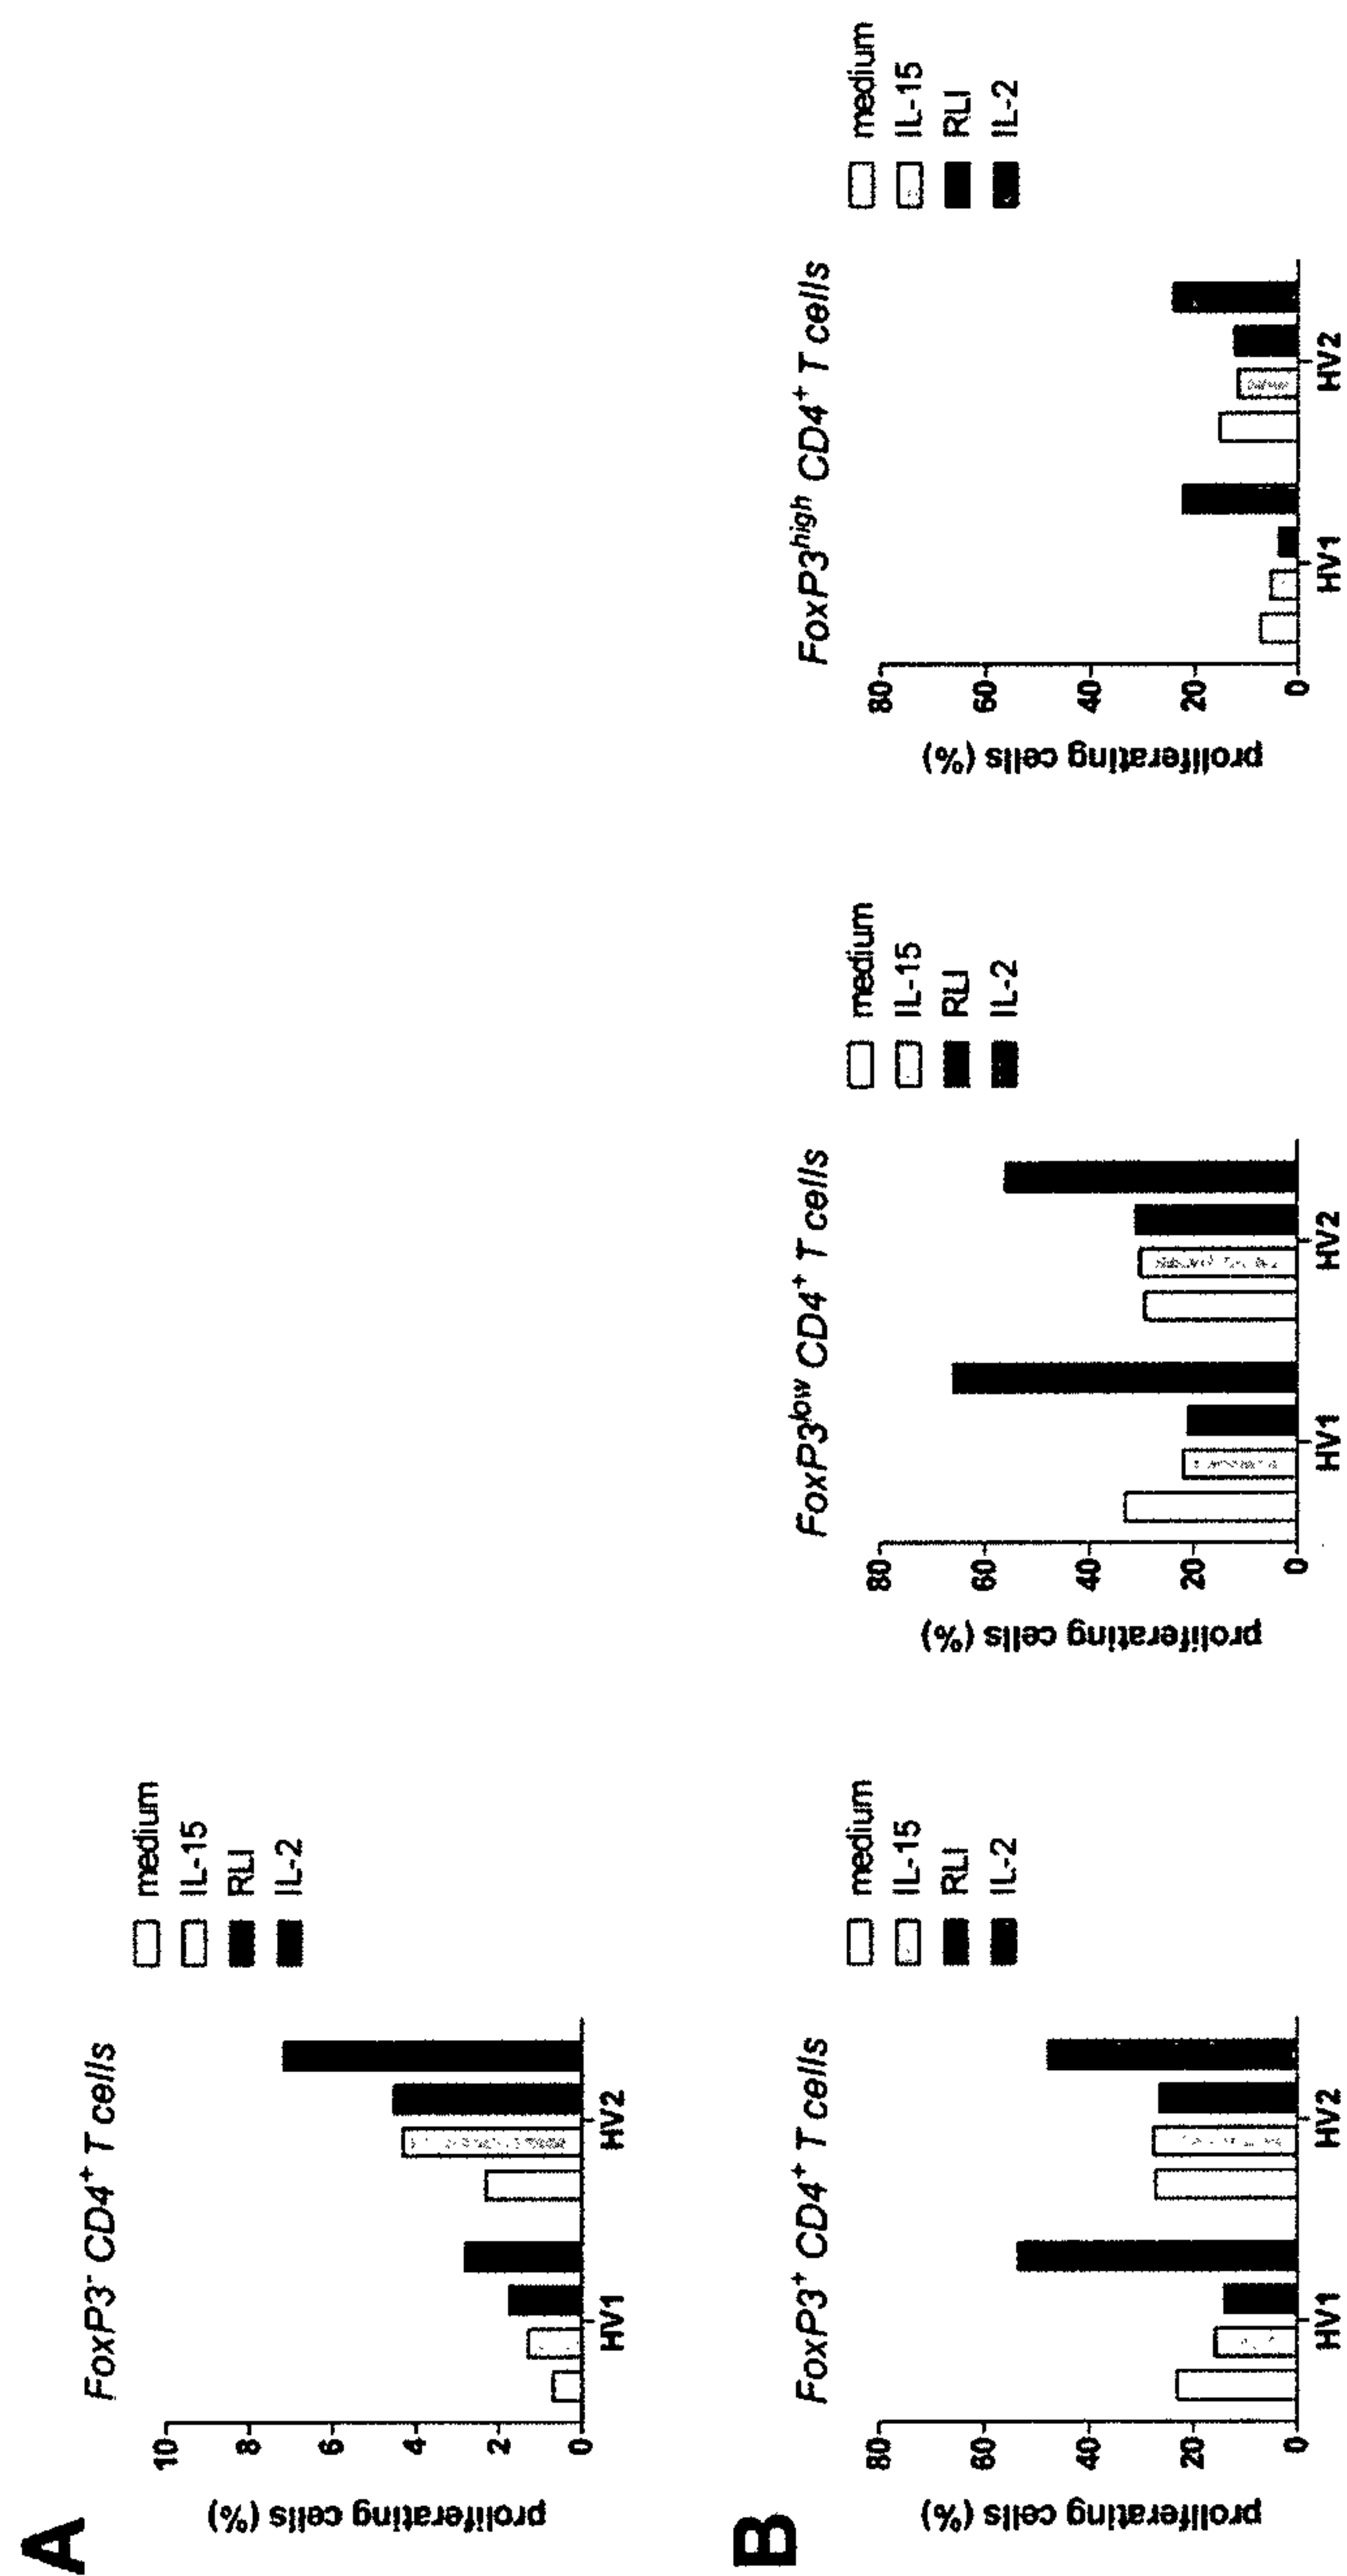 A
FoxP3- CD4+ T cells
proliferating cells (%)
10
8
6
4
2
0
HV1
HV2
medium
IL-15
RLI
IL-2
B
FoxP3+ CD4+ T cells
proliferating cells (%)
80
60
40
20
0
HV1
HV2
medium
IL-15
RLI
IL-2
FoxP3low CD4+ T cells
proliferating cells (%)
80
60
40
20
0
HV1
HV2
medium
IL-15
RLI
IL-2
FoxP3high CD4+ T cells
proliferating cells (%)
80
60
40
20
0
HV1
HV2
medium
IL-15
RLI
IL-2